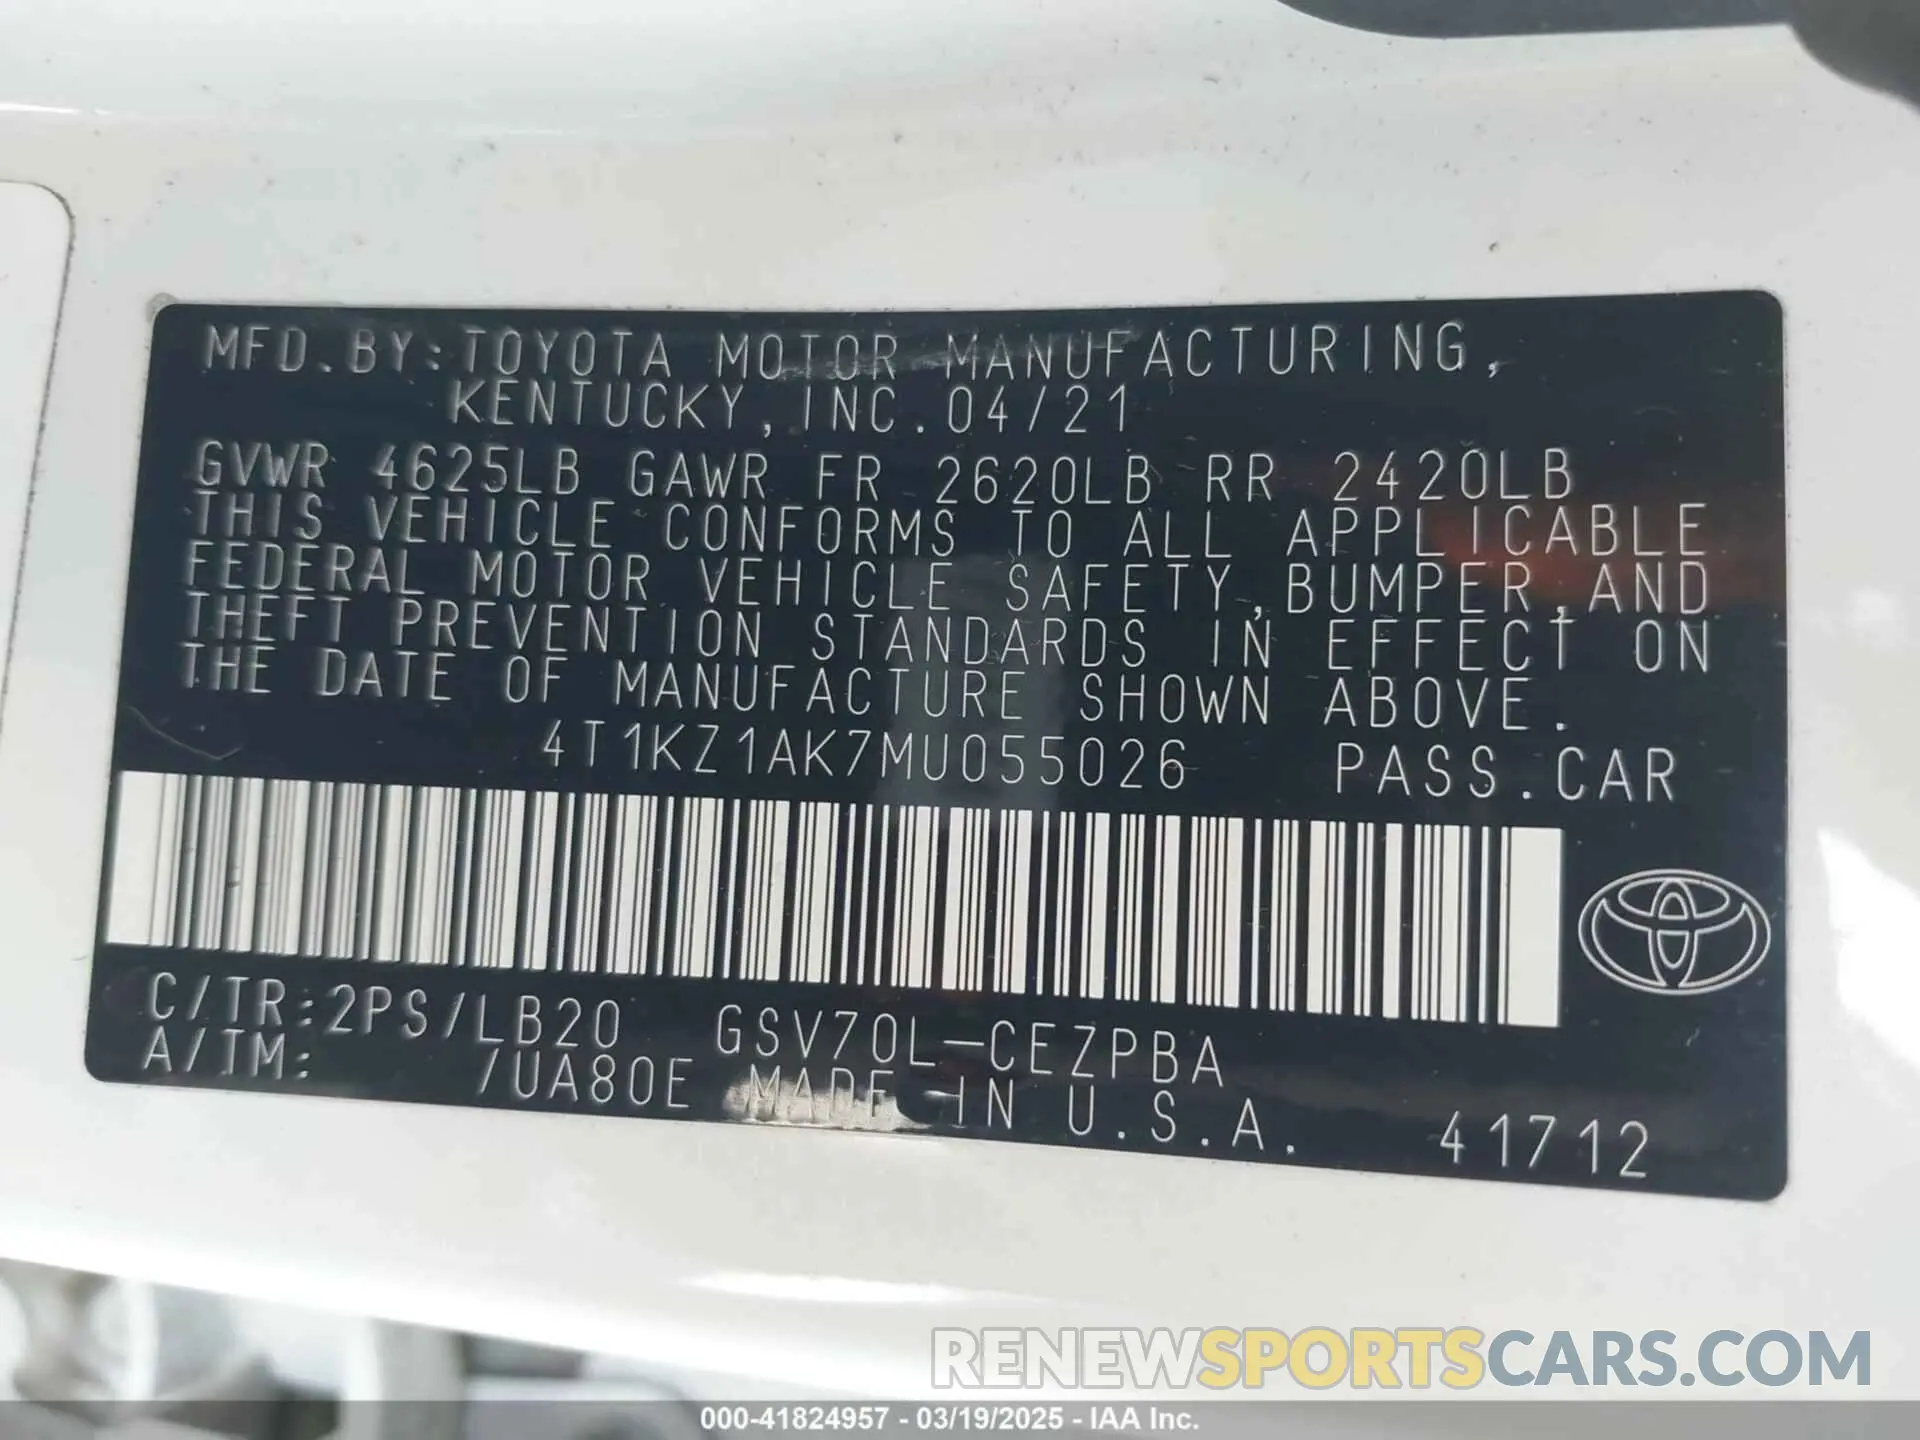 MFD.BY:TOYOTA MOTOR MANUFACTURING,
KENTUCKY,INC.04/21
GVWR 4625LB GAWR FR 2620LB RR 2420LB
THIS VEHICLE CONFORMS TO ALL APPLICABLE
FEDERAL MOTOR VEHICLE SAFETY,BUMPER,AND
THEFT PREVENTION STANDARDS IN EFFECT ON
THE DATE OF MANUFACTURE SHOWN ABOVE.
4T1KZ1AK7MU055026 PASS.CAR
C/TR:2PS/LB20 GSV70L-CEZPBA
A/TM: /UA80E MADE IN U.S.A. 41712
RENEWSPORTSCARS.COM
000-41824957 - 03/19/2025 - IAA Inc.